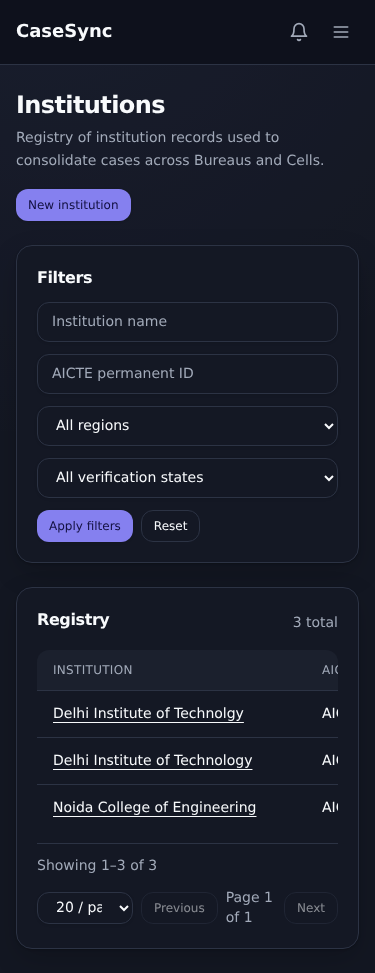 CaseSync
Institutions
Registry of institution records used to
consolidate cases across Bureaus and Cells.
New institution
Filters
Institution name
AICTE permanent ID
All regions
All verification states
Apply filters
Reset
Registry
3 total
INSTITUTION
Delhi Institute of Technolgy
Delhi Institute of Technology
Noida College of Engineering
Showing 1–3 of 3
20 / pa
Previous
Page 1
of 1
Next